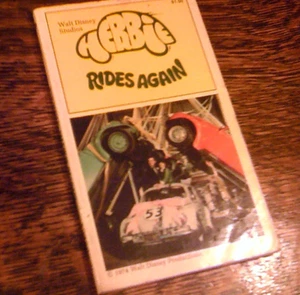 Walt Disney
Studios
HERBIE
RIDES AGAIN
53
© 1974 Walt Disney Productions